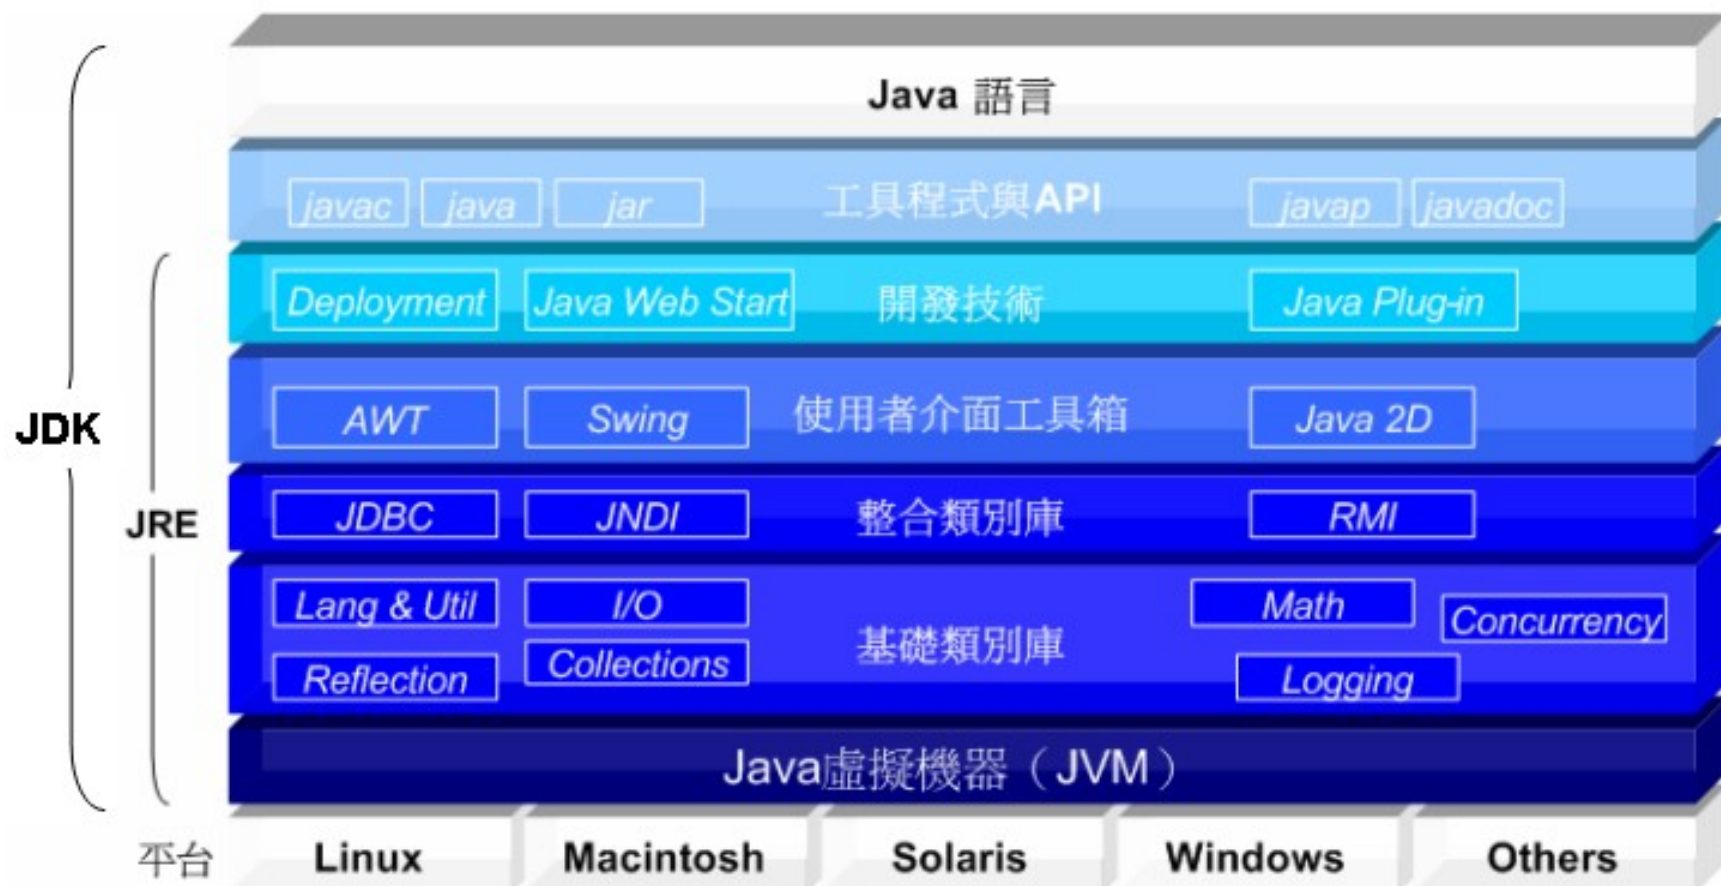 Java 語言
javac java jar 工具程式與API javap javadoc
Deployment Java Web Start 開發技術 Java Plug-in
JDK
AWT Swing 使用者介面工具箱 Java 2D
JRE
JDBC JNDI 整合類別庫 RMI
Lang & Util I/O Math Concurrency
基礎類別庫
Reflection Collections Logging
Java虛擬機器（JVM）
平台 Linux Macintosh Solaris Windows Others